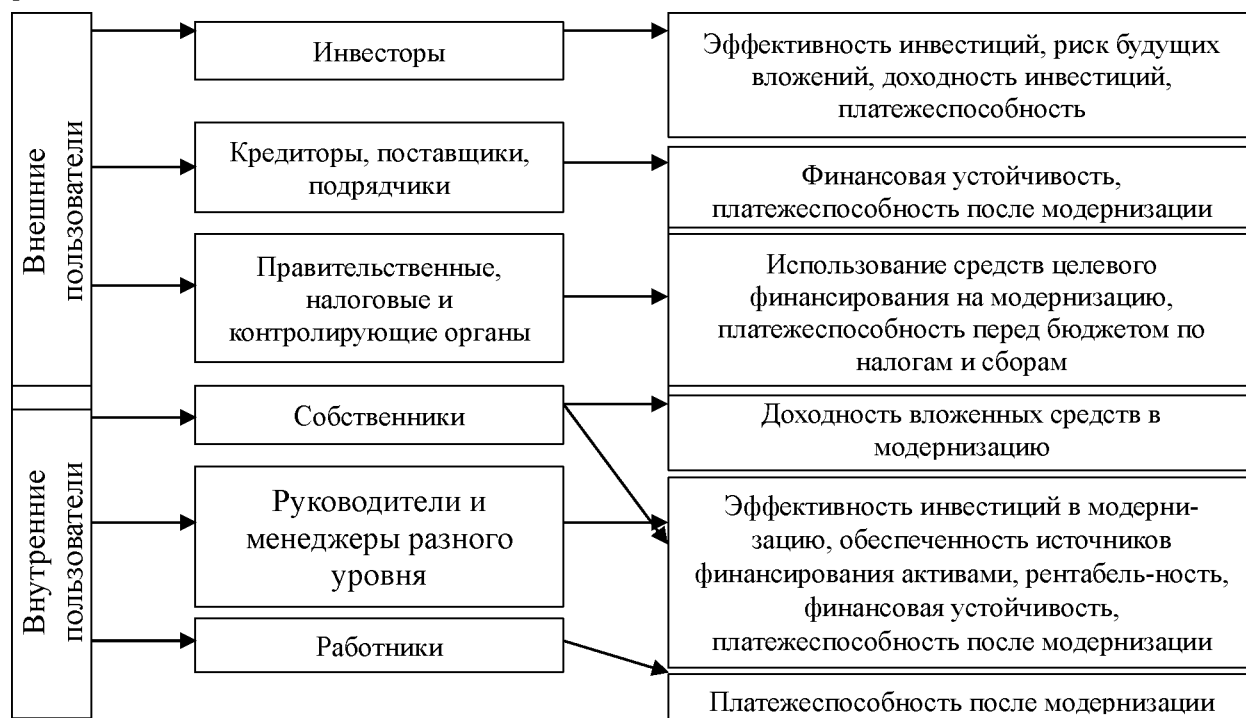 Внешние
пользователи
Инвесторы
Эффективность инвестиций, риск будущих
вложений, доходность инвестиций,
платежеспособность
Кредиторы, поставщики,
подрядчики
Финансовая устойчивость,
платежеспособность после модернизации
Правительственные,
налоговые и
контролирующие органы
Использование средств целевого
финансирования на модернизацию,
платежеспособность перед бюджетом по
налогам и сборам
Внутренние
пользователи
Собственники
Доходность вложенных средств в
модернизацию
Руководители и
менеджеры разного
уровня
Эффективность инвестиций в модерни-
зацию, обеспеченность источников
финансирования активами, рентабель-ность,
финансовая устойчивость,
платежеспособность после модернизации
Работники
Платежеспособность после модернизации